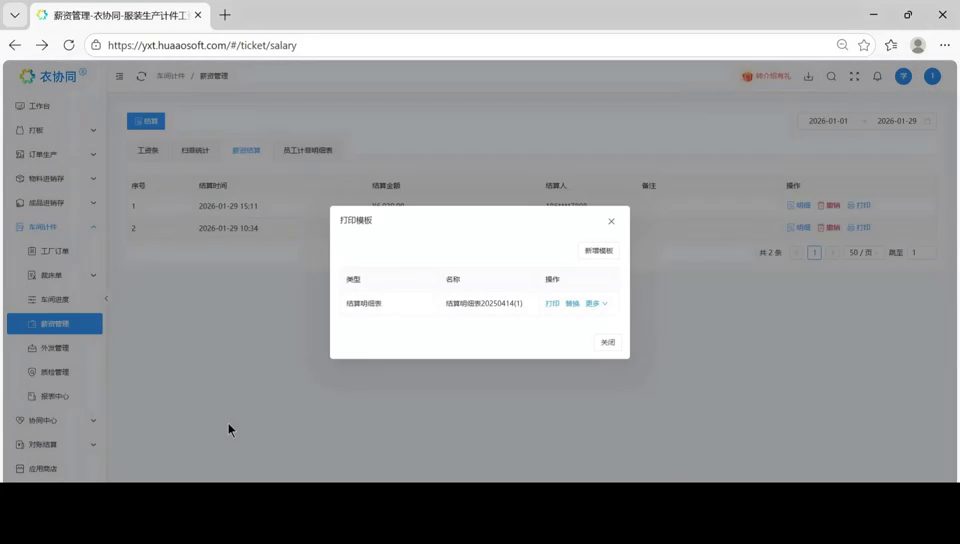 薪资管理-衣协同-服装生产计件工
https://yxt.huaaosoft.com/#/ticket/salary
衣协同
车间计件 / 薪资管理
转介绍有礼
工作台
打板
订单生产
物料进销存
成品进销存
车间计件
工厂订单
裁床单
车间进度
薪资管理
外发管理
质检管理
报表中心
协同中心
对账结算
应用商店
结算
2026-01-01 2026-01-29
工资条 扫菲统计 薪资结算 员工计菲明细表
序号 结算时间 结算金额 结算人 备注 操作
1 2026-01-29 15:11 明细 撤销 打印
2 2026-01-29 10:34 明细 撤销 打印
共 2 条 1 50 / 页 跳至 1
打印模板
新增模板
类型 名称 操作
结算明细表 结算明细表20250414(1) 打印 替换 更多
关闭